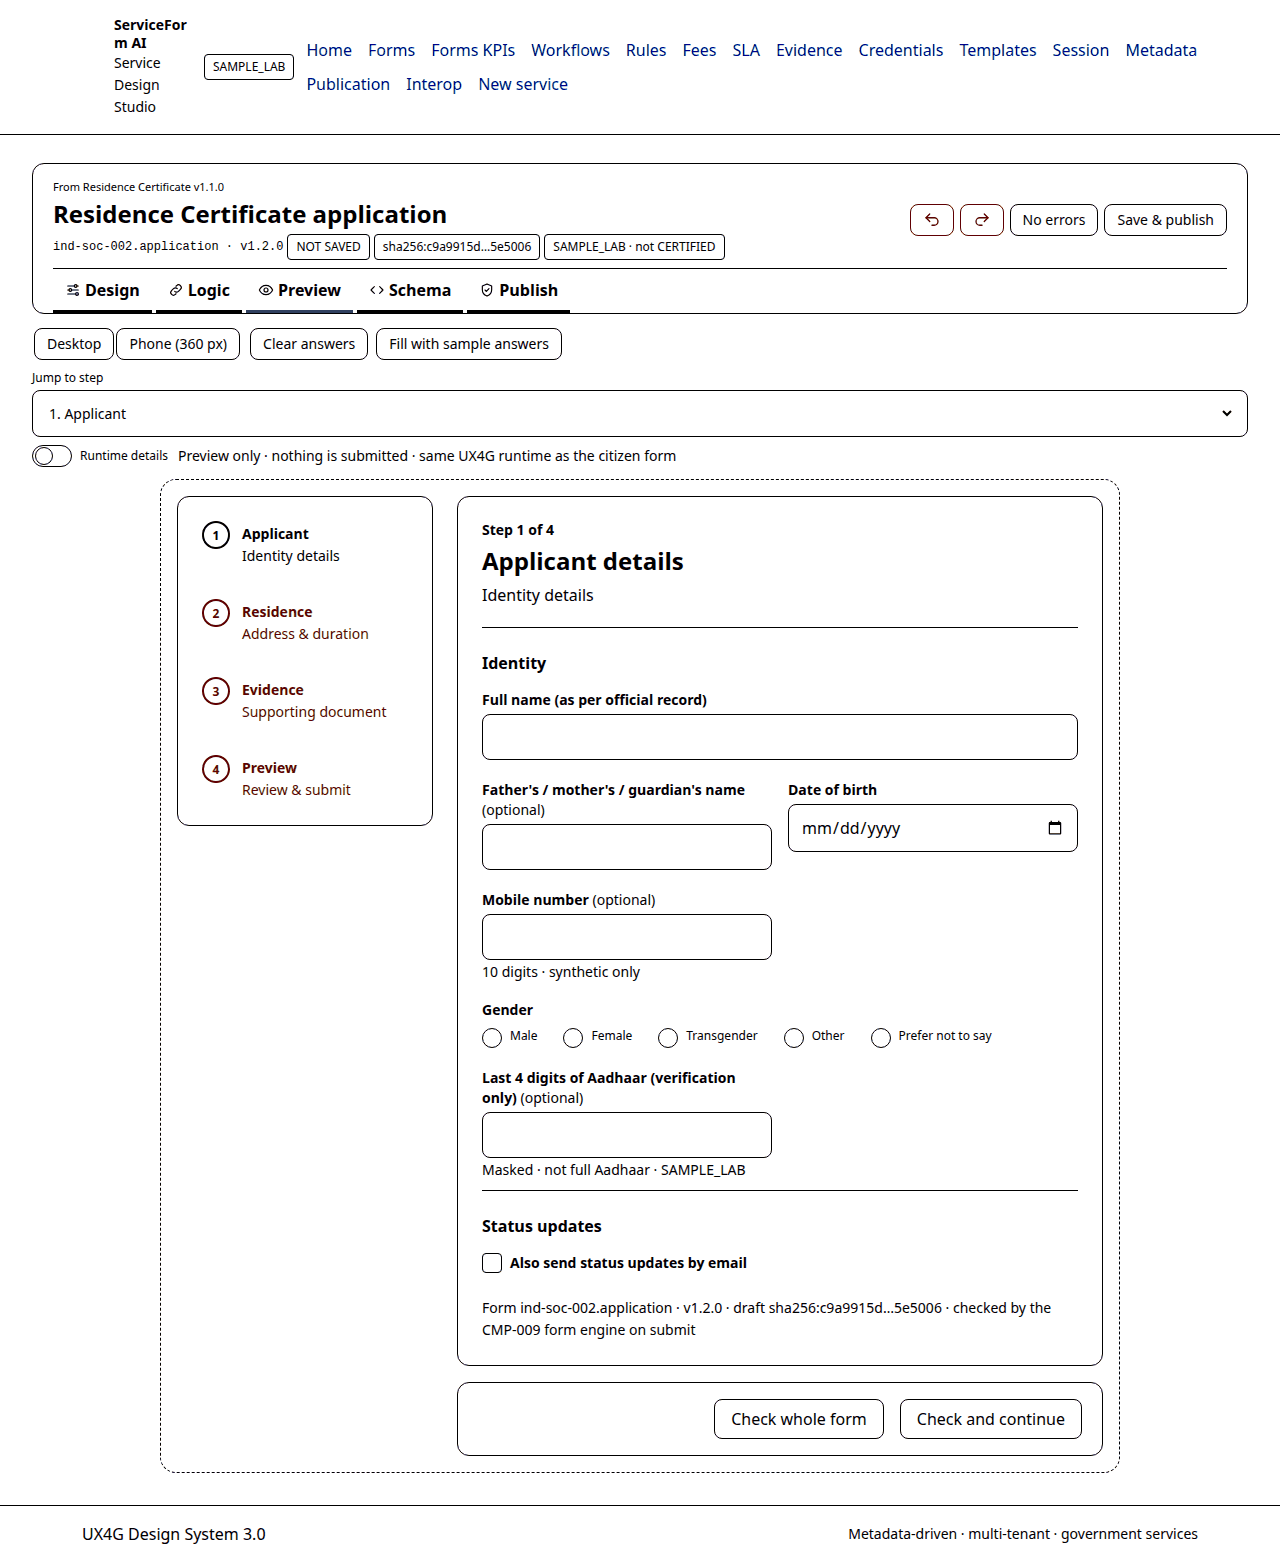 ServiceFor
m AI
Service
Design
Studio
SAMPLE_LAB
Home Forms Forms KPIs Workflows Rules Fees SLA Evidence Credentials Templates Session Metadata
Publication Interop New service
From Residence Certificate v1.1.0
Residence Certificate application
ind-soc-002.application · v1.2.0 NOT SAVED sha256:c9a9915d…5e5006 SAMPLE_LAB · not CERTIFIED
No errors Save & publish
Design Logic Preview Schema Publish
Desktop Phone (360 px) Clear answers Fill with sample answers
Jump to step
1. Applicant
Runtime details Preview only · nothing is submitted · same UX4G runtime as the citizen form
1 Applicant
Identity details
2 Residence
Address & duration
3 Evidence
Supporting document
4 Preview
Review & submit
Step 1 of 4
Applicant details
Identity details
Identity
Full name (as per official record)
Father's / mother's / guardian's name
(optional)
Date of birth
mm/dd/yyyy
Mobile number (optional)
10 digits · synthetic only
Gender
Male Female Transgender Other Prefer not to say
Last 4 digits of Aadhaar (verification
only) (optional)
Masked · not full Aadhaar · SAMPLE_LAB
Status updates
Also send status updates by email
Form ind-soc-002.application · v1.2.0 · draft sha256:c9a9915d…5e5006 · checked by the
CMP-009 form engine on submit
Check whole form Check and continue
UX4G Design System 3.0
Metadata-driven · multi-tenant · government services